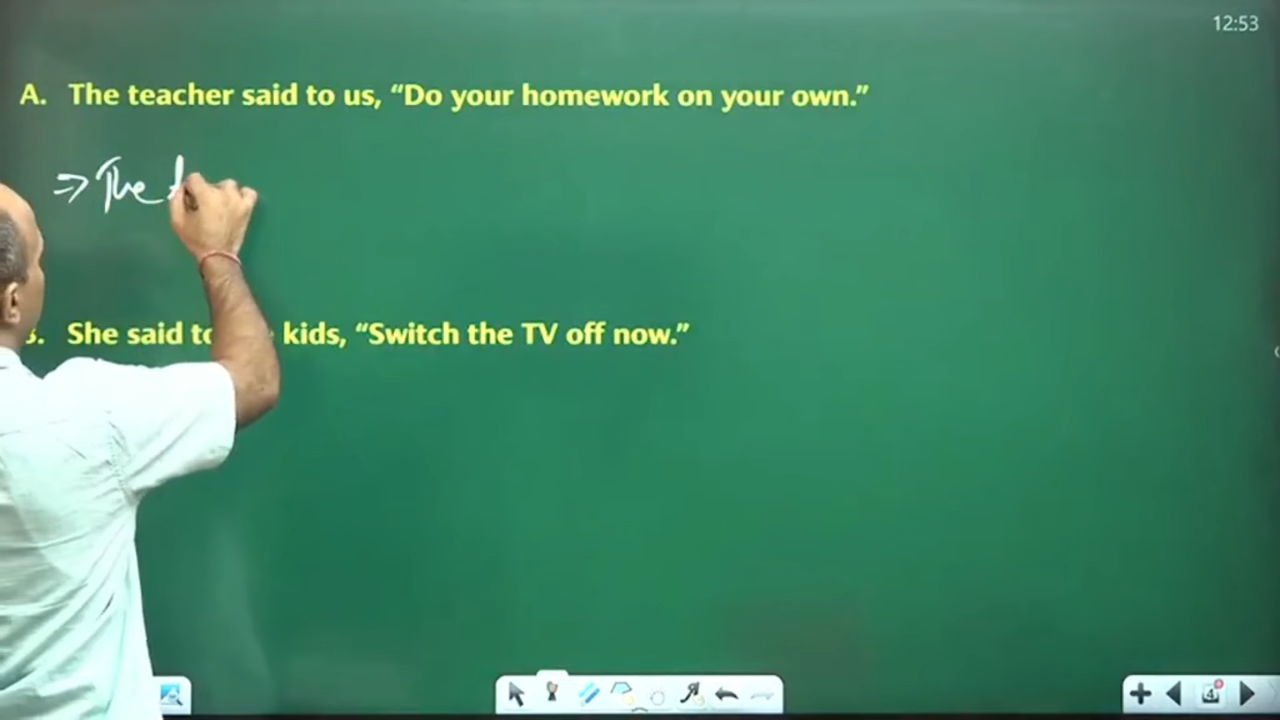 12:53
A. The teacher said to us, “Do your homework on your own.”
⇒ The
She said kids, “Switch the TV off now.”
4